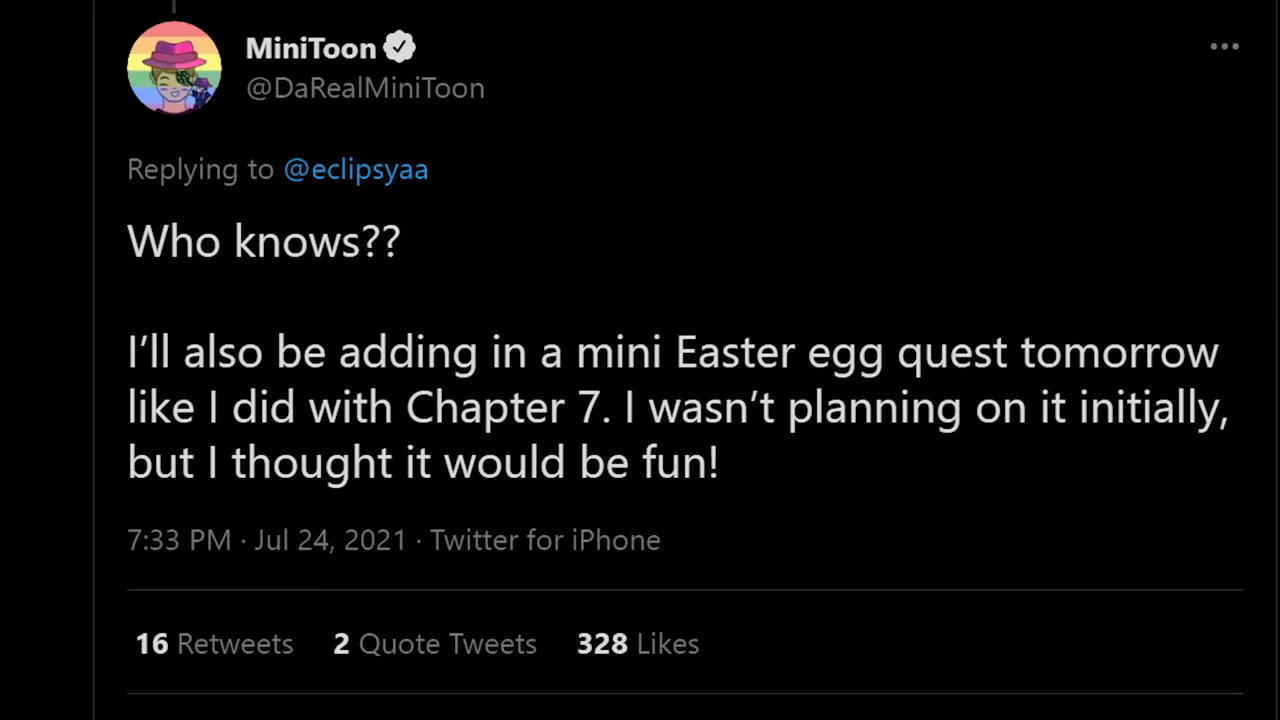 MiniToon
@DaRealMiniToon
Replying to @eclipsyaa
Who knows??
I’ll also be adding in a mini Easter egg quest tomorrow
like I did with Chapter 7. I wasn’t planning on it initially,
but I thought it would be fun!
7:33 PM · Jul 24, 2021 · Twitter for iPhone
16 Retweets 2 Quote Tweets 328 Likes